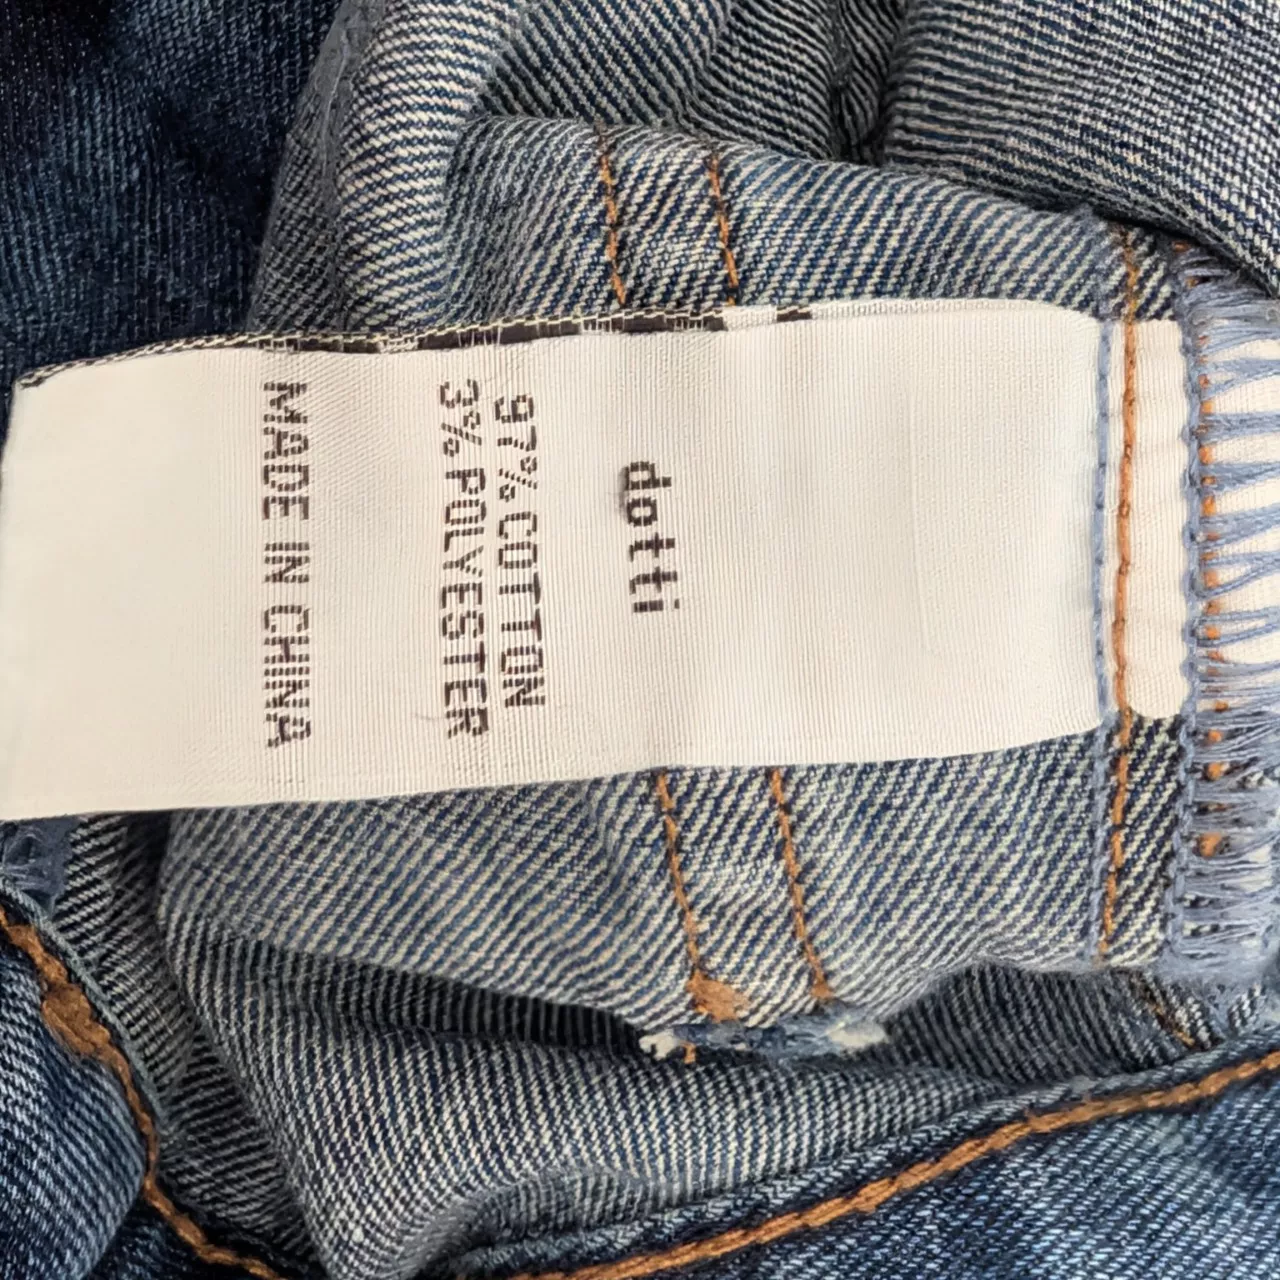 dotti
97% COTTON
3% POLYESTER
MADE IN CHINA